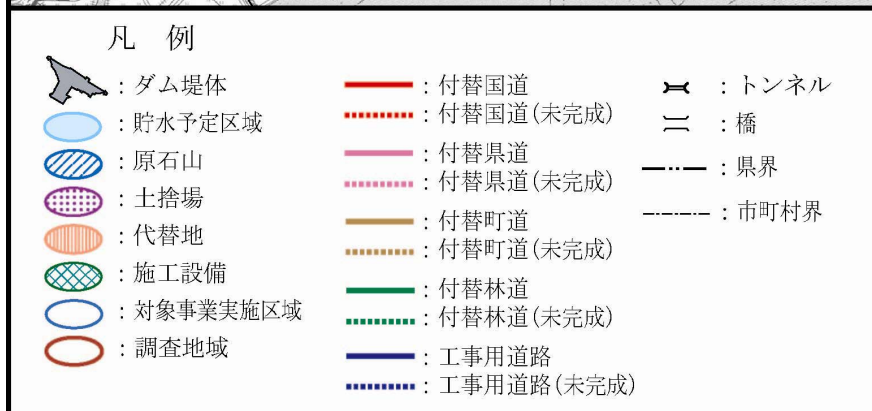 凡 例
：ダム堤体
：貯水予定区域
：原石山
：土捨場
：代替地
：施工設備
：対象事業実施区域
：調査地域
：付替国道
：付替国道(未完成)
：付替県道
：付替県道(未完成)
：付替町道
：付替町道(未完成)
：付替林道
：付替林道(未完成)
：工事用道路
：工事用道路(未完成)
：トンネル
：橋
：県界
：市町村界